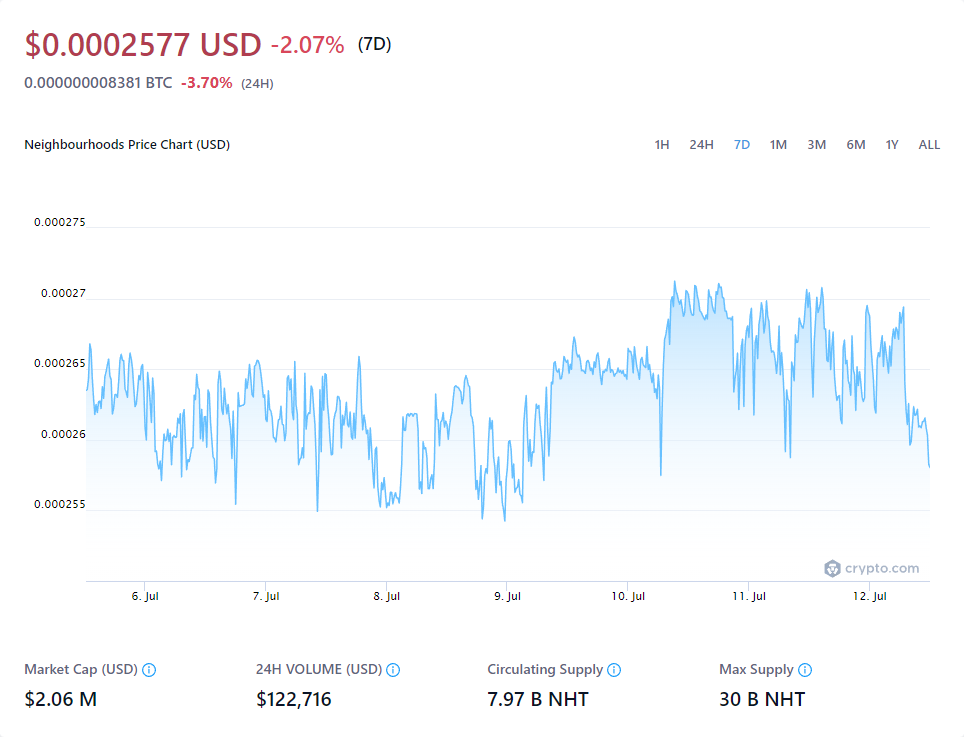 $0.0002577 USD -2.07% (7D)
0.000000008381 BTC -3.70% (24H)
Neighbourhoods Price Chart (USD) 1H 24H 7D 1M 3M 6M 1Y ALL
0.000275
0.00027
0.000265
0.00026
0.000255
crypto.com
6. Jul 7. Jul 8. Jul 9. Jul 10. Jul 11. Jul 12. Jul
Market Cap (USD) 24H VOLUME (USD) Circulating Supply Max Supply
$2.06 M $122,716 7.97 B NHT 30 B NHT